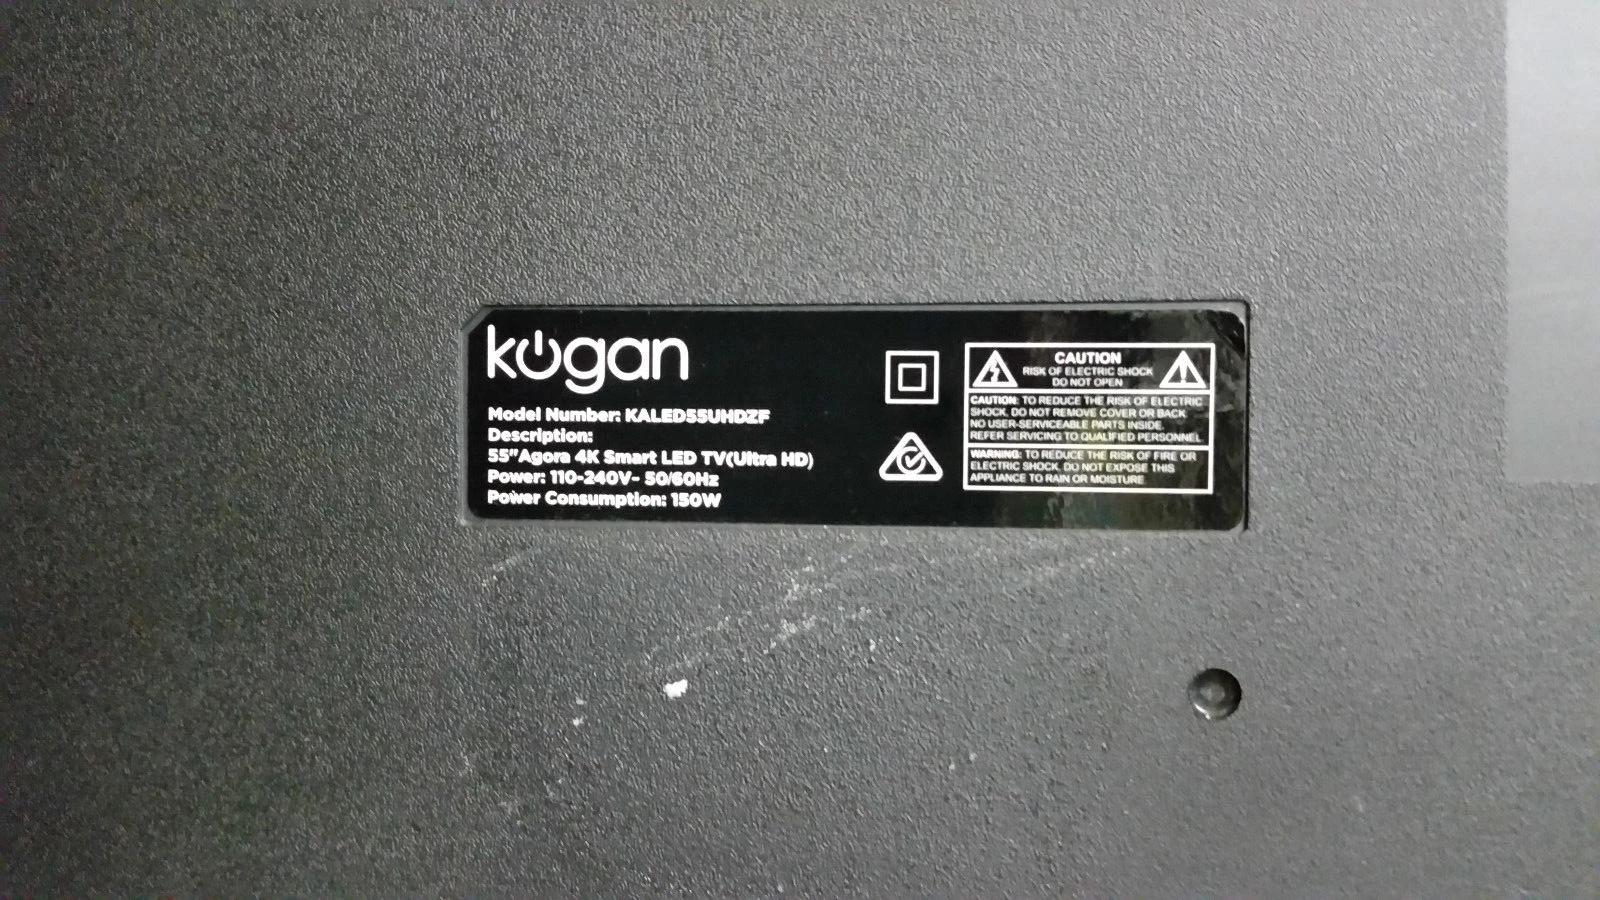 kogan
Model Number: KALED55UHDZF
Description:
55"Agora 4K Smart LED TV(Ultra HD)
Power: 110-240V~ 50/60Hz
Power Consumption: 150W
CAUTION
RISK OF ELECTRIC SHOCK
DO NOT OPEN
CAUTION: TO REDUCE THE RISK OF ELECTRIC
SHOCK, DO NOT REMOVE COVER OR BACK.
NO USER-SERVICEABLE PARTS INSIDE.
REFER SERVICING TO QUALIFIED PERSONNEL
WARNING: TO REDUCE THE RISK OF FIRE OR
ELECTRIC SHOCK, DO NOT EXPOSE THIS
APPLIANCE TO RAIN OR MOISTURE